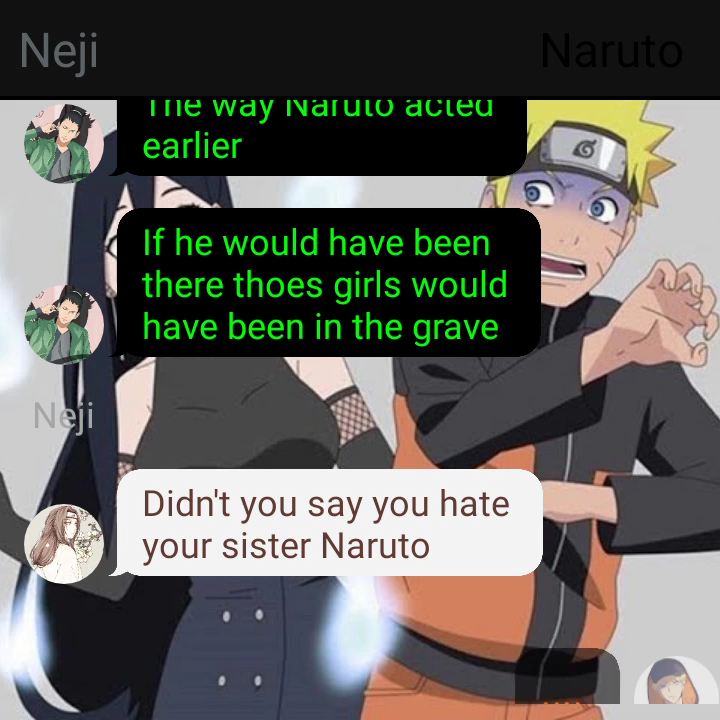 Neji
Naruto
The way Naruto acted
earlier
If he would have been
there thoes girls would
have been in the grave
Neji
Didn't you say you hate
your sister Naruto